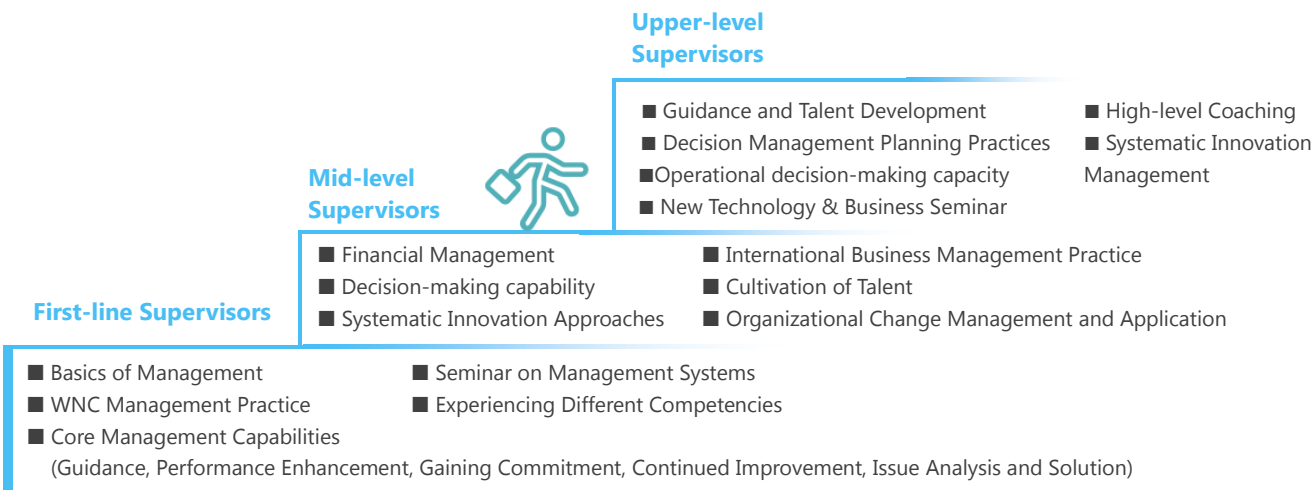 Upper-level
Supervisors
■ Guidance and Talent Development
■ Decision Management Planning Practices
■Operational decision-making capacity
■ New Technology & Business Seminar
■ High-level Coaching
■ Systematic Innovation
Management
Mid-level
Supervisors
■ Financial Management
■ Decision-making capability
■ Systematic Innovation Approaches
■ International Business Management Practice
■ Cultivation of Talent
■ Organizational Change Management and Application
First-line Supervisors
■ Basics of Management
■ WNC Management Practice
■ Core Management Capabilities
(Guidance, Performance Enhancement, Gaining Commitment, Continued Improvement, Issue Analysis and Solution)
■ Seminar on Management Systems
■ Experiencing Different Competencies